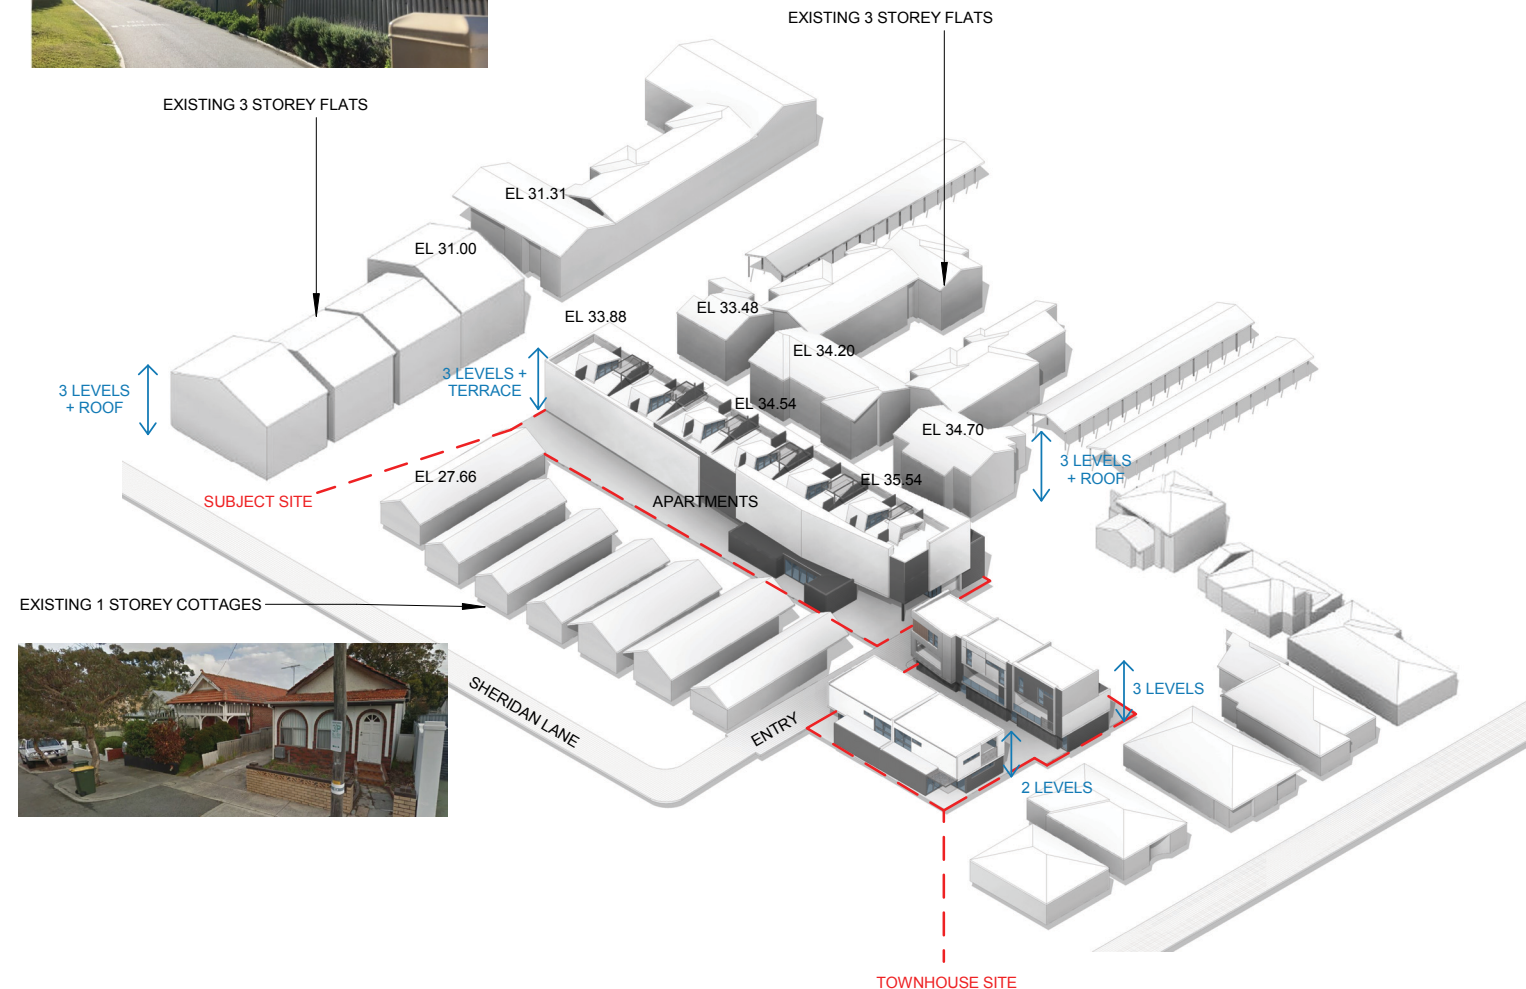 EXISTING 3 STOREY FLATS
EXISTING 3 STOREY FLATS
EL 31.31
EL 31.00
EL 33.88
EL 33.48
EL 34.20
3 LEVELS
+ ROOF
3 LEVELS +
TERRACE
EL 34.54
EL 34.70
3 LEVELS
+ ROOF
EL 27.66
EL 35.54
SUBJECT SITE
APARTMENTS
EXISTING 1 STOREY COTTAGES
SHERIDAN LANE
ENTRY
3 LEVELS
2 LEVELS
TOWNHOUSE SITE